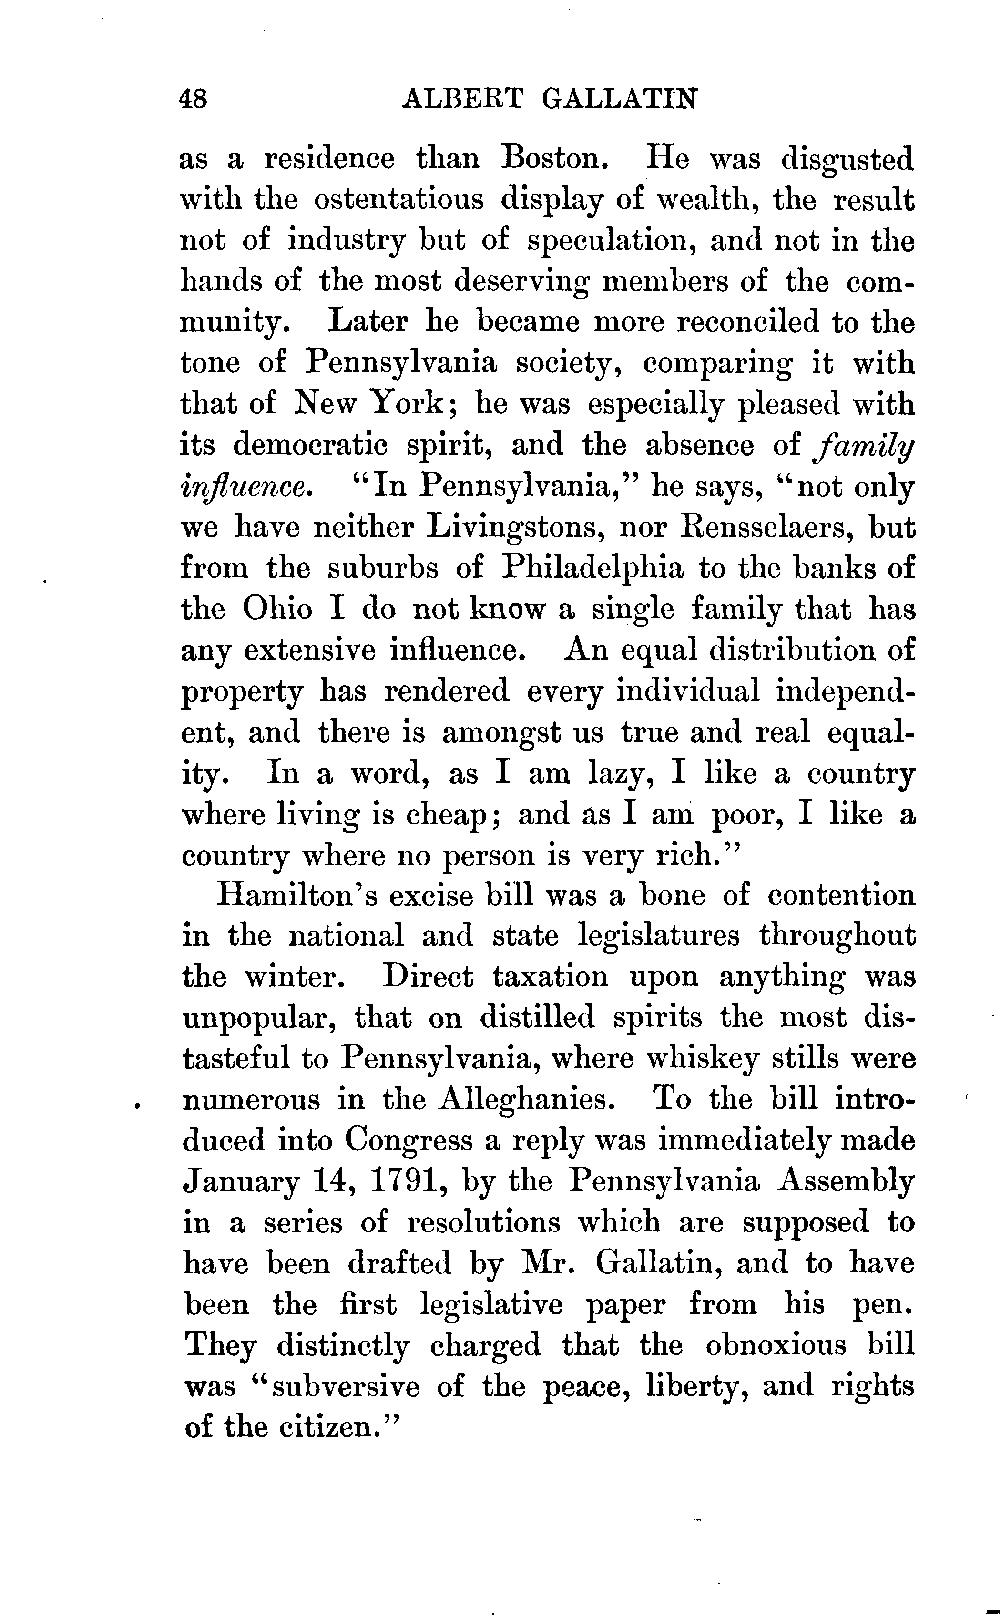 48 ALBERT GALLATIN
as a residence than Boston. He was disgusted
with the ostentatious display of wealth, the result
not of industry but of speculation, and not in the
hands of the most deserving members of the com-
munity. Later he became more reconciled to the
tone of Pennsylvania society, comparing it with
that of New York; he was especially pleased with
its democratic spirit, and the absence of family
influence. "In Pennsylvania," he says, "not only
we have neither Livingstons, nor Rensselaers, but
from the suburbs of Philadelphia to the banks of
the Ohio I do not know a single family that has
any extensive influence. An equal distribution of
property has rendered every individual independ-
ent, and there is amongst us true and real equal-
ity. In a word, as I am lazy, I like a country
where living is cheap; and as I am poor, I like a
country where no person is very rich."
Hamilton's excise bill was a bone of contention
in the national and state legislatures throughout
the winter. Direct taxation upon anything was
unpopular, that on distilled spirits the most dis-
tasteful to Pennsylvania, where whiskey stills were
numerous in the Alleghanies. To the bill intro-
duced into Congress a reply was immediately made
January 14, 1791, by the Pennsylvania Assembly
in a series of resolutions which are supposed to
have been drafted by Mr. Gallatin, and to have
been the first legislative paper from his pen.
They distinctly charged that the obnoxious bill
was "subversive of the peace, liberty, and rights
of the citizen."